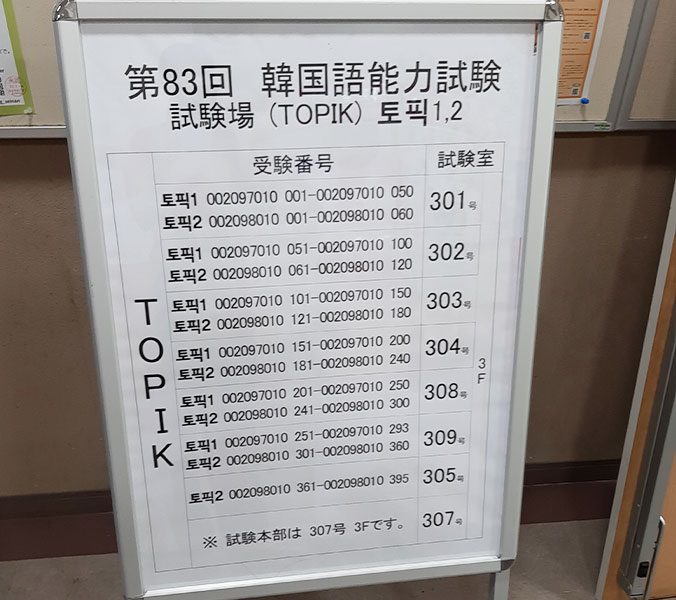 第83回 韓国語能力試験
試験場 (TOPIK) 토픽1,2
受験番号 試験室
TOPIK
토픽1 002097010 001-002097010 050
토픽2 002098010 001-002098010 060
301号
토픽1 002097010 051-002097010 100
토픽2 002098010 061-002098010 120
302号
토픽1 002097010 101-002097010 150
토픽2 002098010 121-002098010 180
303号
토픽1 002097010 151-002097010 200
토픽2 002098010 181-002098010 240
304号
3F
토픽1 002097010 201-002097010 250
토픽2 002098010 241-002098010 300
308号
토픽1 002097010 251-002097010 293
토픽2 002098010 301-002098010 360
309号
토픽2 002098010 361-002098010 395
305号
※ 試験本部は 307号 3Fです。
307号